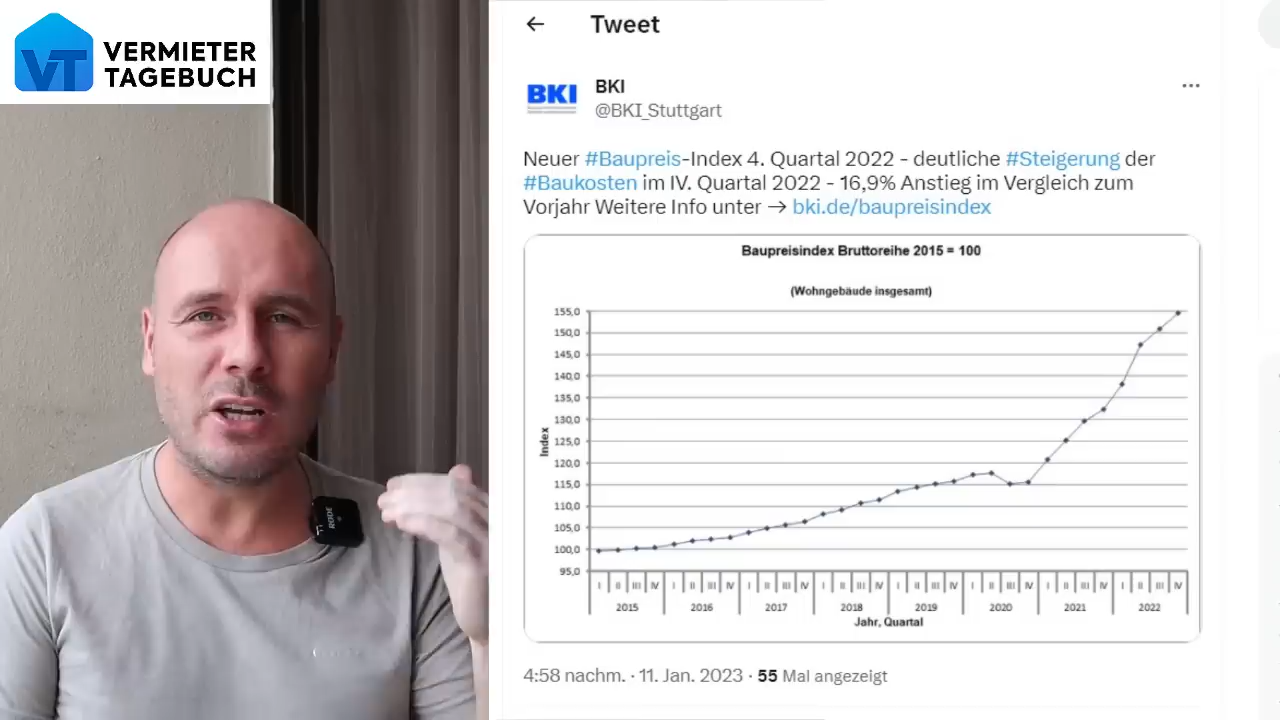 VT
VERMIETER
TAGEBUCH
RØDE
← Tweet
BKI
BKI
@BKI_Stuttgart
...
Neuer #Baupreis-Index 4. Quartal 2022 - deutliche #Steigerung der
#Baukosten im IV. Quartal 2022 - 16,9% Anstieg im Vergleich zum
Vorjahr Weitere Info unter → bki.de/baupreisindex
Baupreisindex Bruttoreihe 2015 = 100
(Wohngebäude insgesamt)
155,0
150,0
145,0
140,0
135,0
130,0
125,0
120,0
115,0
110,0
105,0
100,0
95,0
Index
I II III IV I II III IV I II III IV I II III IV I II III IV I II III IV I II III IV I II III IV
2015 2016 2017 2018 2019 2020 2021 2022
Jahr, Quartal
4:58 nachm. · 11. Jan. 2023 · 55 Mal angezeigt